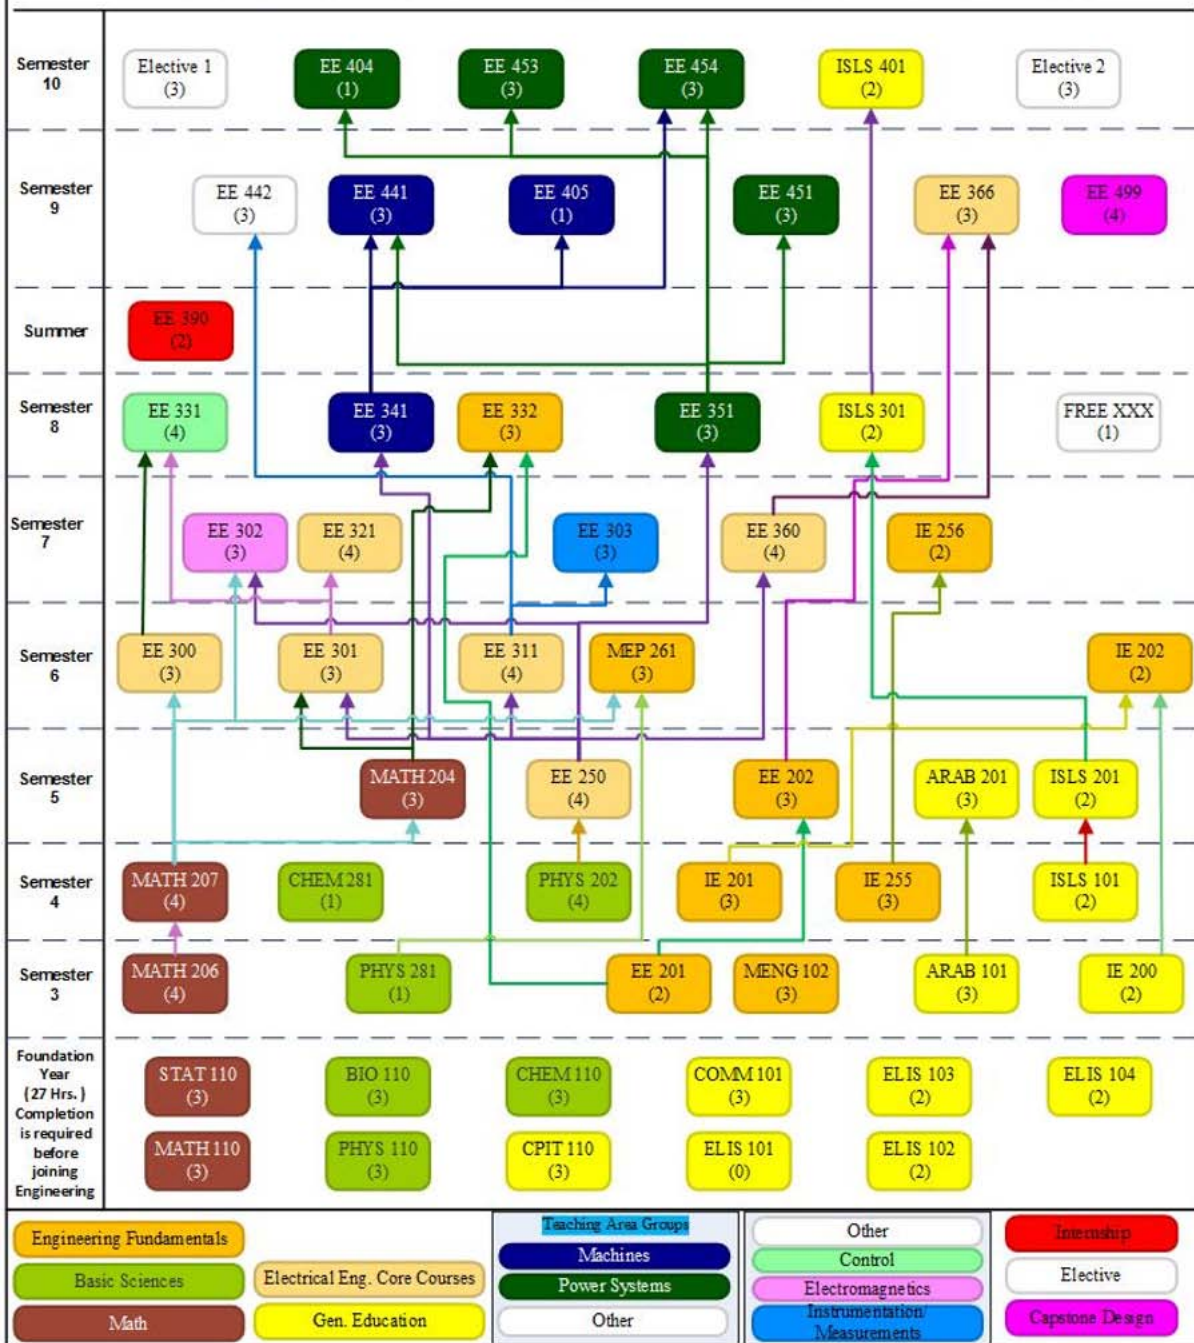 Semester
10
Elective 1
(3)
EE 404
(1)
EE 453
(3)
EE 454
(3)
ISLS 401
(2)
Elective 2
(3)
Semester
9
EE 442
(3)
EE 441
(3)
EE 405
(1)
EE 451
(3)
EE 366
(3)
EE 499
(4)
Summer
EE 390
(2)
Semester
8
EE 331
(4)
EE 341
(3)
EE 332
(3)
EE 351
(3)
ISLS 301
(2)
FREE XXX
(1)
Semester
7
EE 302
(3)
EE 321
(4)
EE 303
(3)
EE 360
(4)
IE 256
(2)
Semester
6
EE 300
(3)
EE 301
(3)
EE 311
(4)
MEP 261
(3)
IE 202
(2)
Semester
5
MATH 204
(3)
EE 250
(4)
EE 202
(3)
ARAB 201
(3)
ISLS 201
(2)
Semester
4
MATH 207
(4)
CHEM 281
(1)
PHYS 202
(4)
IE 201
(3)
IE 255
(3)
ISLS 101
(2)
Semester
3
MATH 206
(4)
PHYS 281
(1)
EE 201
(2)
MENG 102
(3)
ARAB 101
(3)
IE 200
(2)
Foundation
Year
(27 Hrs. )
Completion
is required
before
joining
Engineering
STAT 110
(3)
BIO 110
(3)
CHEM 110
(3)
COMM 101
(3)
ELIS 103
(2)
ELIS 104
(2)
MATH 110
(3)
PHYS 110
(3)
CPIT 110
(3)
ELIS 101
(0)
ELIS 102
(2)
Engineering Fundamentals
Basic Sciences
Math
Electrical Eng. Core Courses
Gen. Education
Teaching Area Groups
Machines
Power Systems
Other
Other
Control
Electromagnetics
Instrumentation/
Measurements
Internship
Elective
Capstone Design